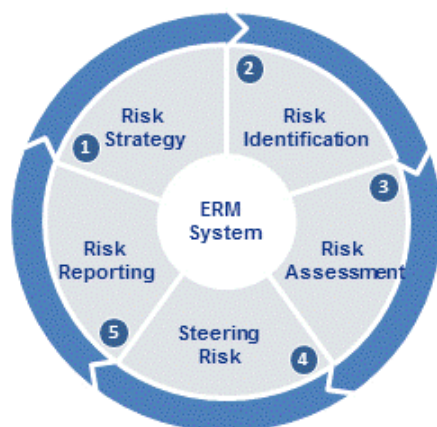 1
Risk
Strategy
2
Risk
Identification
3
Risk
Assessment
4
Steering
Risk
5
Risk
Reporting
ERM
System